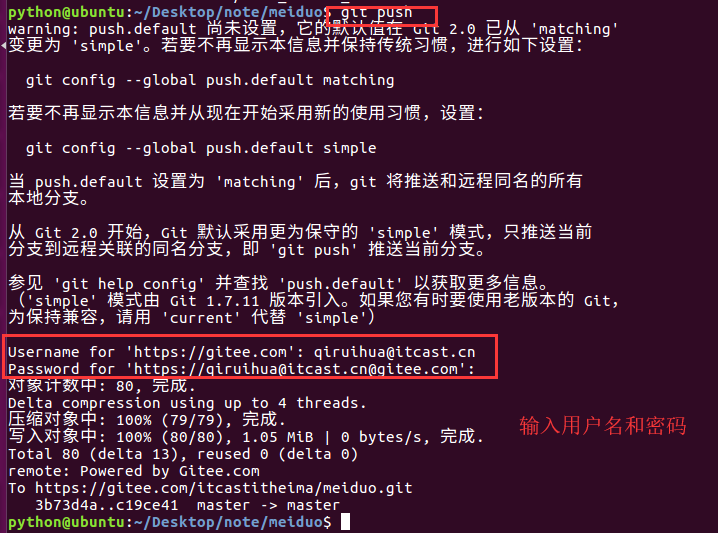 python@ubuntu:~/Desktop/note/meiduo$ git push
warning: push.default 尚未设置，它的默认值在 Git 2.0 已从 'matching'
变更为 'simple'。若要不再显示本信息并保持传统习惯，进行如下设置：
git config --global push.default matching
若要不再显示本信息并从现在开始采用新的使用习惯，设置：
git config --global push.default simple
当 push.default 设置为 'matching' 后，git 将推送和远程同名的所有
本地分支。
从 Git 2.0 开始，Git 默认采用更为保守的 'simple' 模式，只推送当前
分支到远程关联的同名分支，即 'git push' 推送当前分支。
参见 'git help config' 并查找 'push.default' 以获取更多信息。
（'simple' 模式由 Git 1.7.11 版本引入。如果您有时要使用老版本的 Git，
为保持兼容，请用 'current' 代替 'simple'）
Username for 'https://gitee.com': qiruihua@itcast.cn
Password for 'https://qiruihua@itcast.cn@gitee.com':
对象计数中: 80, 完成.
Delta compression using up to 4 threads.
压缩对象中: 100% (79/79), 完成.
写入对象中: 100% (80/80), 1.05 MiB | 0 bytes/s, 完成.
Total 80 (delta 13), reused 0 (delta 0)
remote: Powered by Gitee.com
To https://gitee.com/itcastitheima/meiduo.git
3b73d4a..c19ce41  master -> master
python@ubuntu:~/Desktop/note/meiduo$
输入用户名和密码